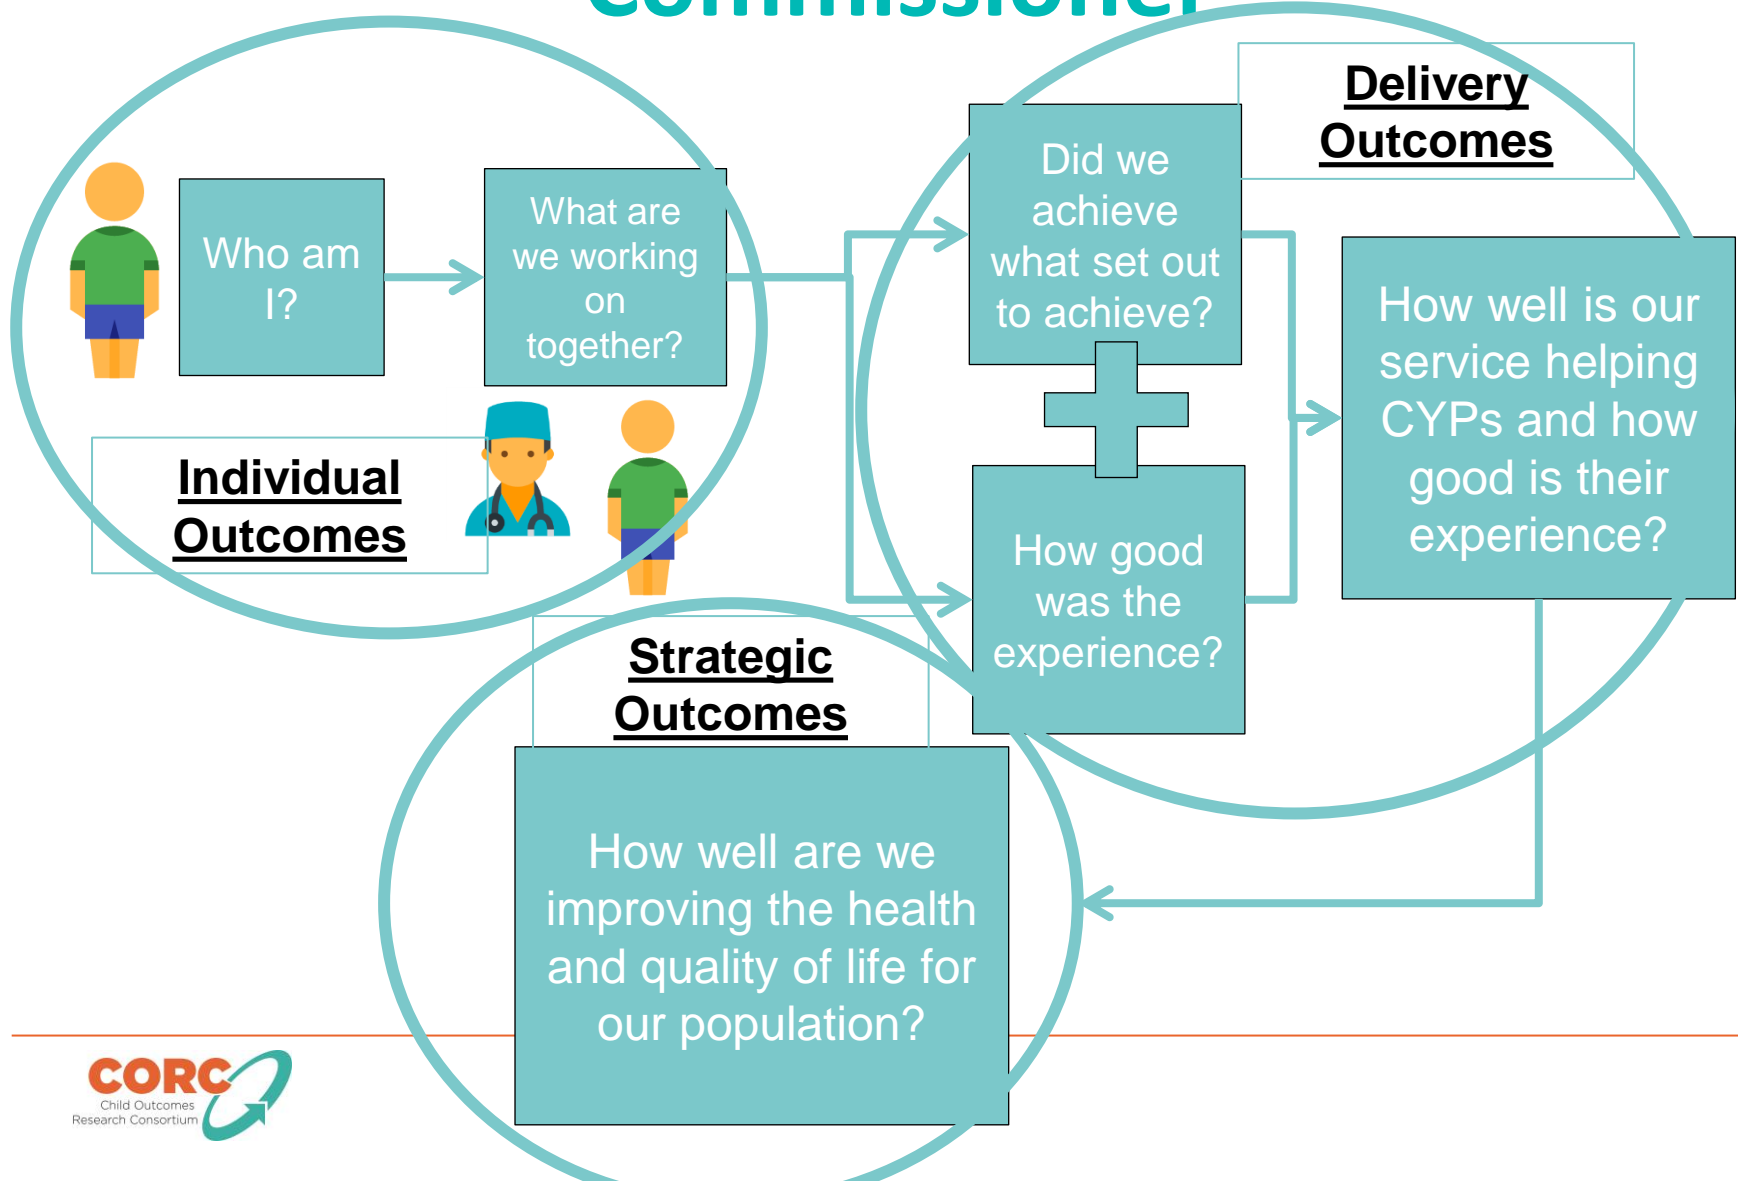 Commissioner
Who am
I?
What are
we working
on
together?
Individual
Outcomes
Delivery
Outcomes
Did we
achieve
what set out
to achieve?
How good
was the
experience?
How well is our
service helping
CYPs and how
good is their
experience?
Strategic
Outcomes
How well are we
improving the health
and quality of life for
our population?
CORC
Child Outcomes
Research Consortium